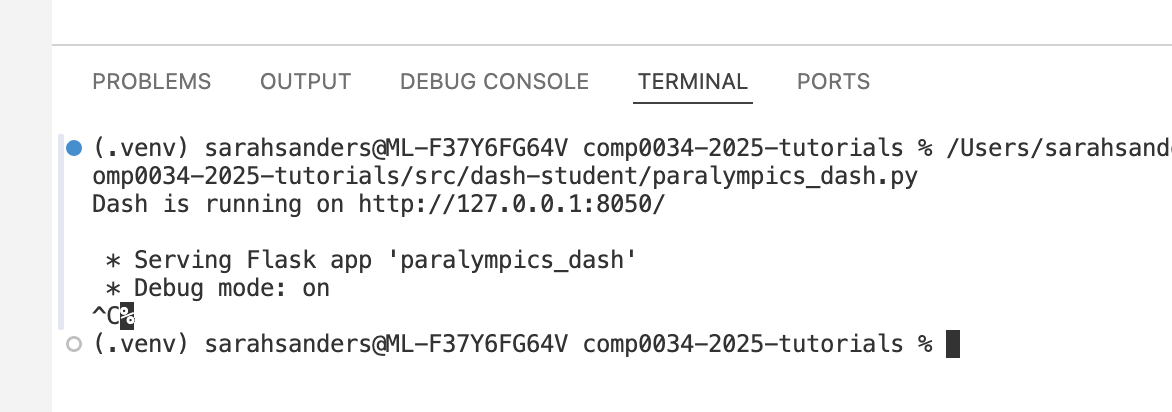 PROBLEMS OUTPUT DEBUG CONSOLE TERMINAL PORTS
(.venv) sarahsanders@ML-F37Y6FG64V comp0034-2025-tutorials % /Users/sarahsand
omp0034-2025-tutorials/src/dash-student/paralympics_dash.py
Dash is running on http://127.0.0.1:8050/
* Serving Flask app 'paralympics_dash'
* Debug mode: on
^C%
(.venv) sarahsanders@ML-F37Y6FG64V comp0034-2025-tutorials %